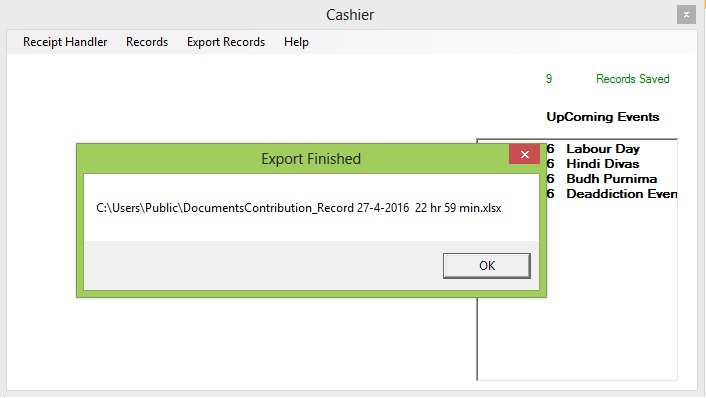 Cashier
x
Receipt Handler Records Export Records Help
9 Records Saved
UpComing Events
6 Labour Day
6 Hindi Divas
6 Budh Purnima
6 Deaddiction Even
Export Finished
C:\Users\Public\DocumentsContribution_Record 27-4-2016  22 hr 59 min.xlsx
OK